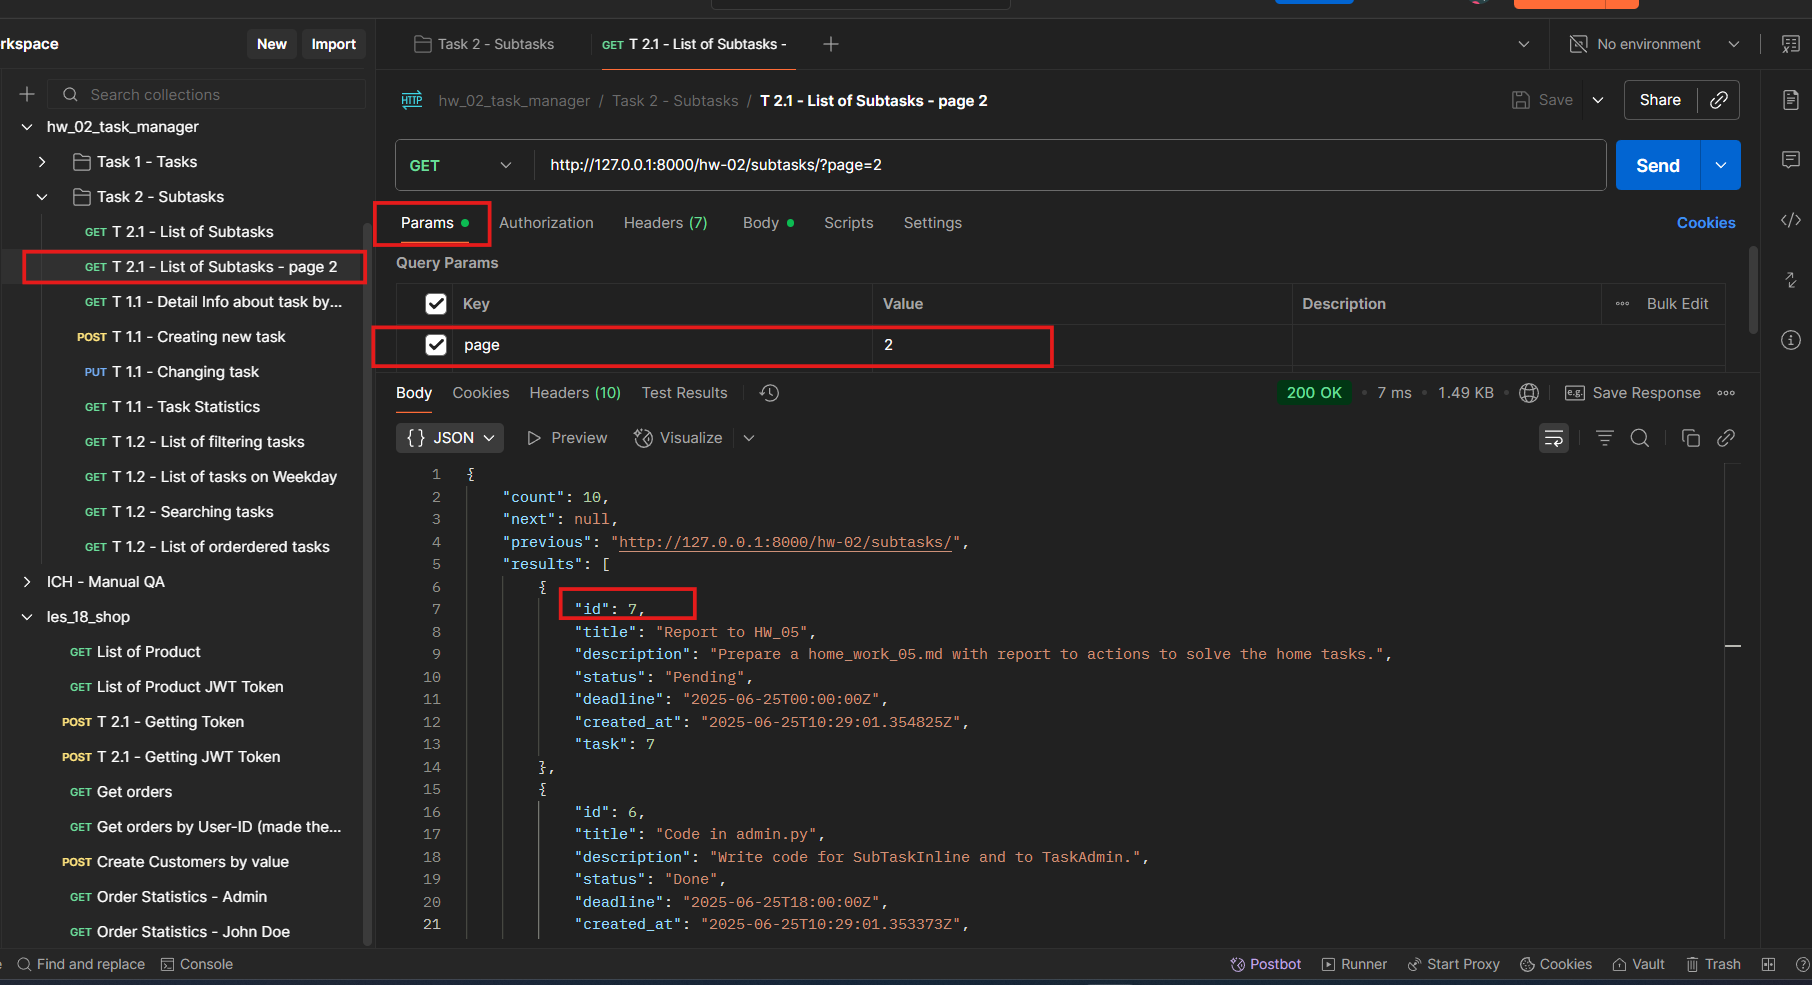 rkspace
New
Import
Search collections
hw_02_task_manager
Task 1 - Tasks
Task 2 - Subtasks
GET T 2.1 - List of Subtasks
GET T 2.1 - List of Subtasks - page 2
GET T 1.1 - Detail Info about task by...
POST T 1.1 - Creating new task
PUT T 1.1 - Changing task
GET T 1.1 - Task Statistics
GET T 1.2 - List of filtering tasks
GET T 1.2 - List of tasks on Weekday
GET T 1.2 - Searching tasks
GET T 1.2 - List of orderdered tasks
ICH - Manual QA
les_18_shop
GET List of Product
GET List of Product JWT Token
POST T 2.1 - Getting Token
POST T 2.1 - Getting JWT Token
GET Get orders
GET Get orders by User-ID (made the...
POST Create Customers by value
GET Order Statistics - Admin
GET Order Statistics - John Doe
Task 2 - Subtasks
GET T 2.1 - List of Subtasks -
No environment
HTTP hw_02_task_manager / Task 2 - Subtasks / T 2.1 - List of Subtasks - page 2
Save
Share
GET
http://127.0.0.1:8000/hw-02/subtasks/?page=2
Send
Params
Authorization
Headers (7)
Body
Scripts
Settings
Cookies
Query Params
Key
Value
Description
Bulk Edit
page
2
Body
Cookies
Headers (10)
Test Results
200 OK
7 ms
1.49 KB
e.g. Save Response
{} JSON
Preview
Visualize
1 {
2 "count": 10,
3 "next": null,
4 "previous": "http://127.0.0.1:8000/hw-02/subtasks/",
5 "results": [
6 {
7 "id": 7,
8 "title": "Report to HW_05",
9 "description": "Prepare a home_work_05.md with report to actions to solve the home tasks.",
10 "status": "Pending",
11 "deadline": "2025-06-25T00:00:00Z",
12 "created_at": "2025-06-25T10:29:01.354825Z",
13 "task": 7
14 },
15 {
16 "id": 6,
17 "title": "Code in admin.py",
18 "description": "Write code for SubTaskInline and to TaskAdmin.",
19 "status": "Done",
20 "deadline": "2025-06-25T18:00:00Z",
21 "created_at": "2025-06-25T10:29:01.353373Z",
Find and replace
Console
Postbot
Runner
Start Proxy
Cookies
Vault
Trash